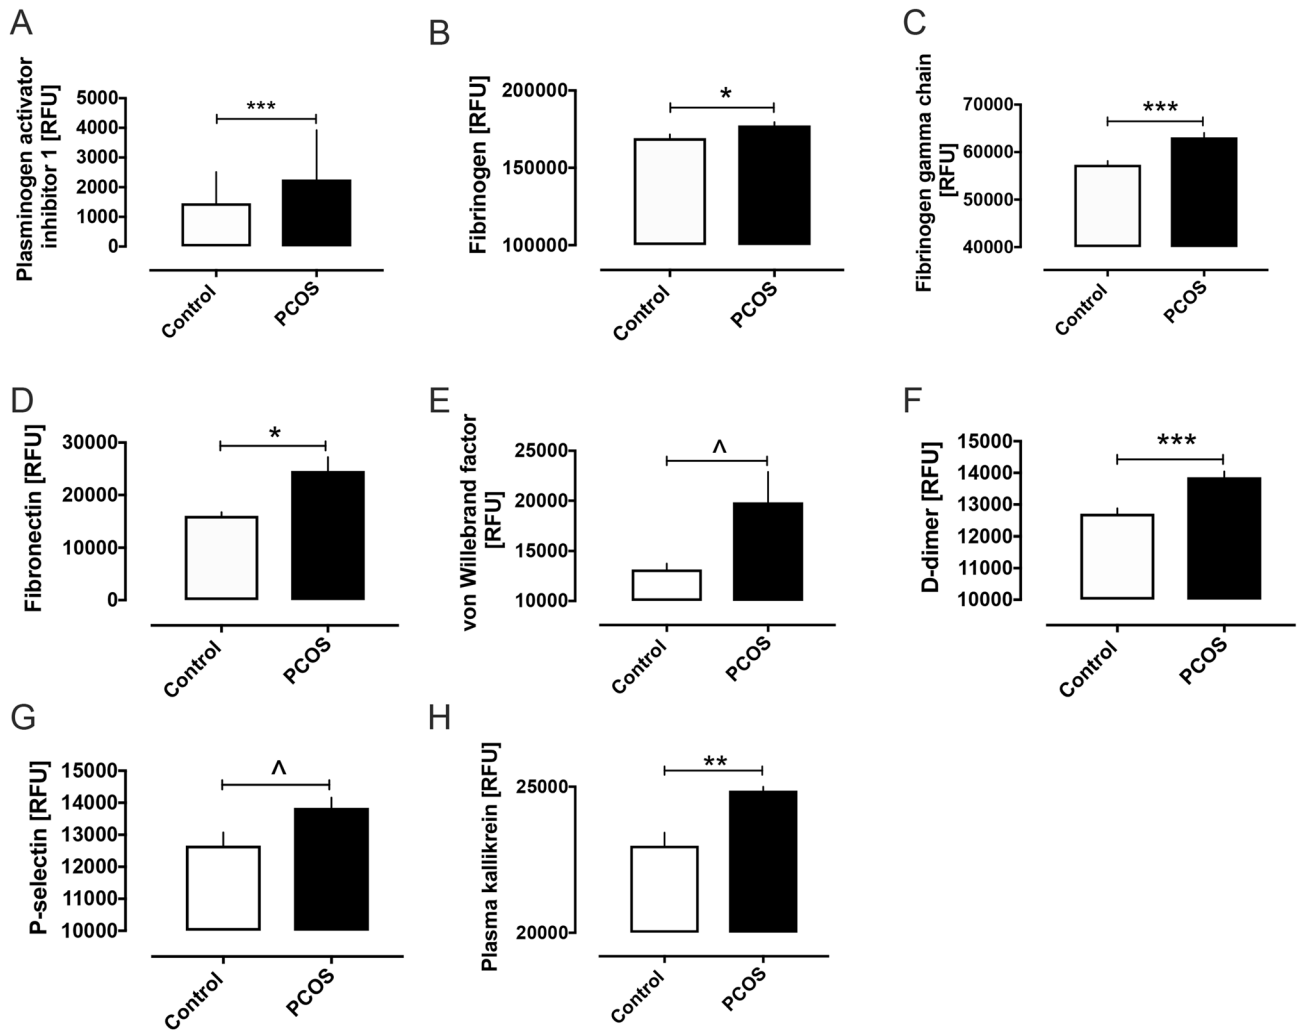 A
Plasminogen activator
inhibitor 1 [RFU]
5000
4000
3000
2000
1000
0
***
Control
PCOS
B
Fibrinogen [RFU]
200000
150000
100000
*
Control
PCOS
C
Fibrinogen gamma chain
[RFU]
70000
60000
50000
40000
***
Control
PCOS
D
Fibronectin [RFU]
30000
20000
10000
0
*
Control
PCOS
E
von Willebrand factor
[RFU]
25000
20000
15000
10000
^
Control
PCOS
F
D-dimer [RFU]
15000
14000
13000
12000
11000
10000
***
Control
PCOS
G
P-selectin [RFU]
15000
14000
13000
12000
11000
10000
^
Control
PCOS
H
Plasma kallikrein [RFU]
25000
20000
**
Control
PCOS